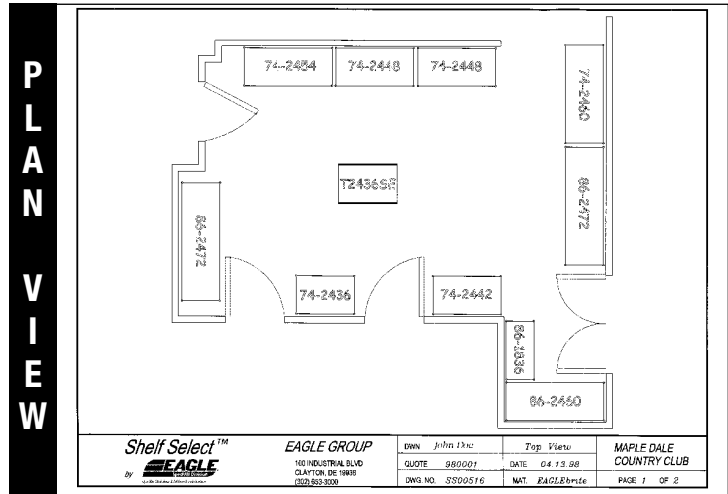 PLAN VIEW
74-2454 74-2448 74-2448
74-2460
T2436SG
86-2472
86-2472
74-2436
74-2442
86-1836
86-2460
Shelf Select™
by EAGLE
EAGLE GROUP
100 INDUSTRIAL BLVD
CLAYTON, DE 19938
(302) 653-3000
DWN John Doe
QUOTE 980001
DWG. NO. SS00516
Top View
DATE 04.13.98
MAT. EAGLEbrite
MAPLE DALE
COUNTRY CLUB
PAGE 1 OF 2